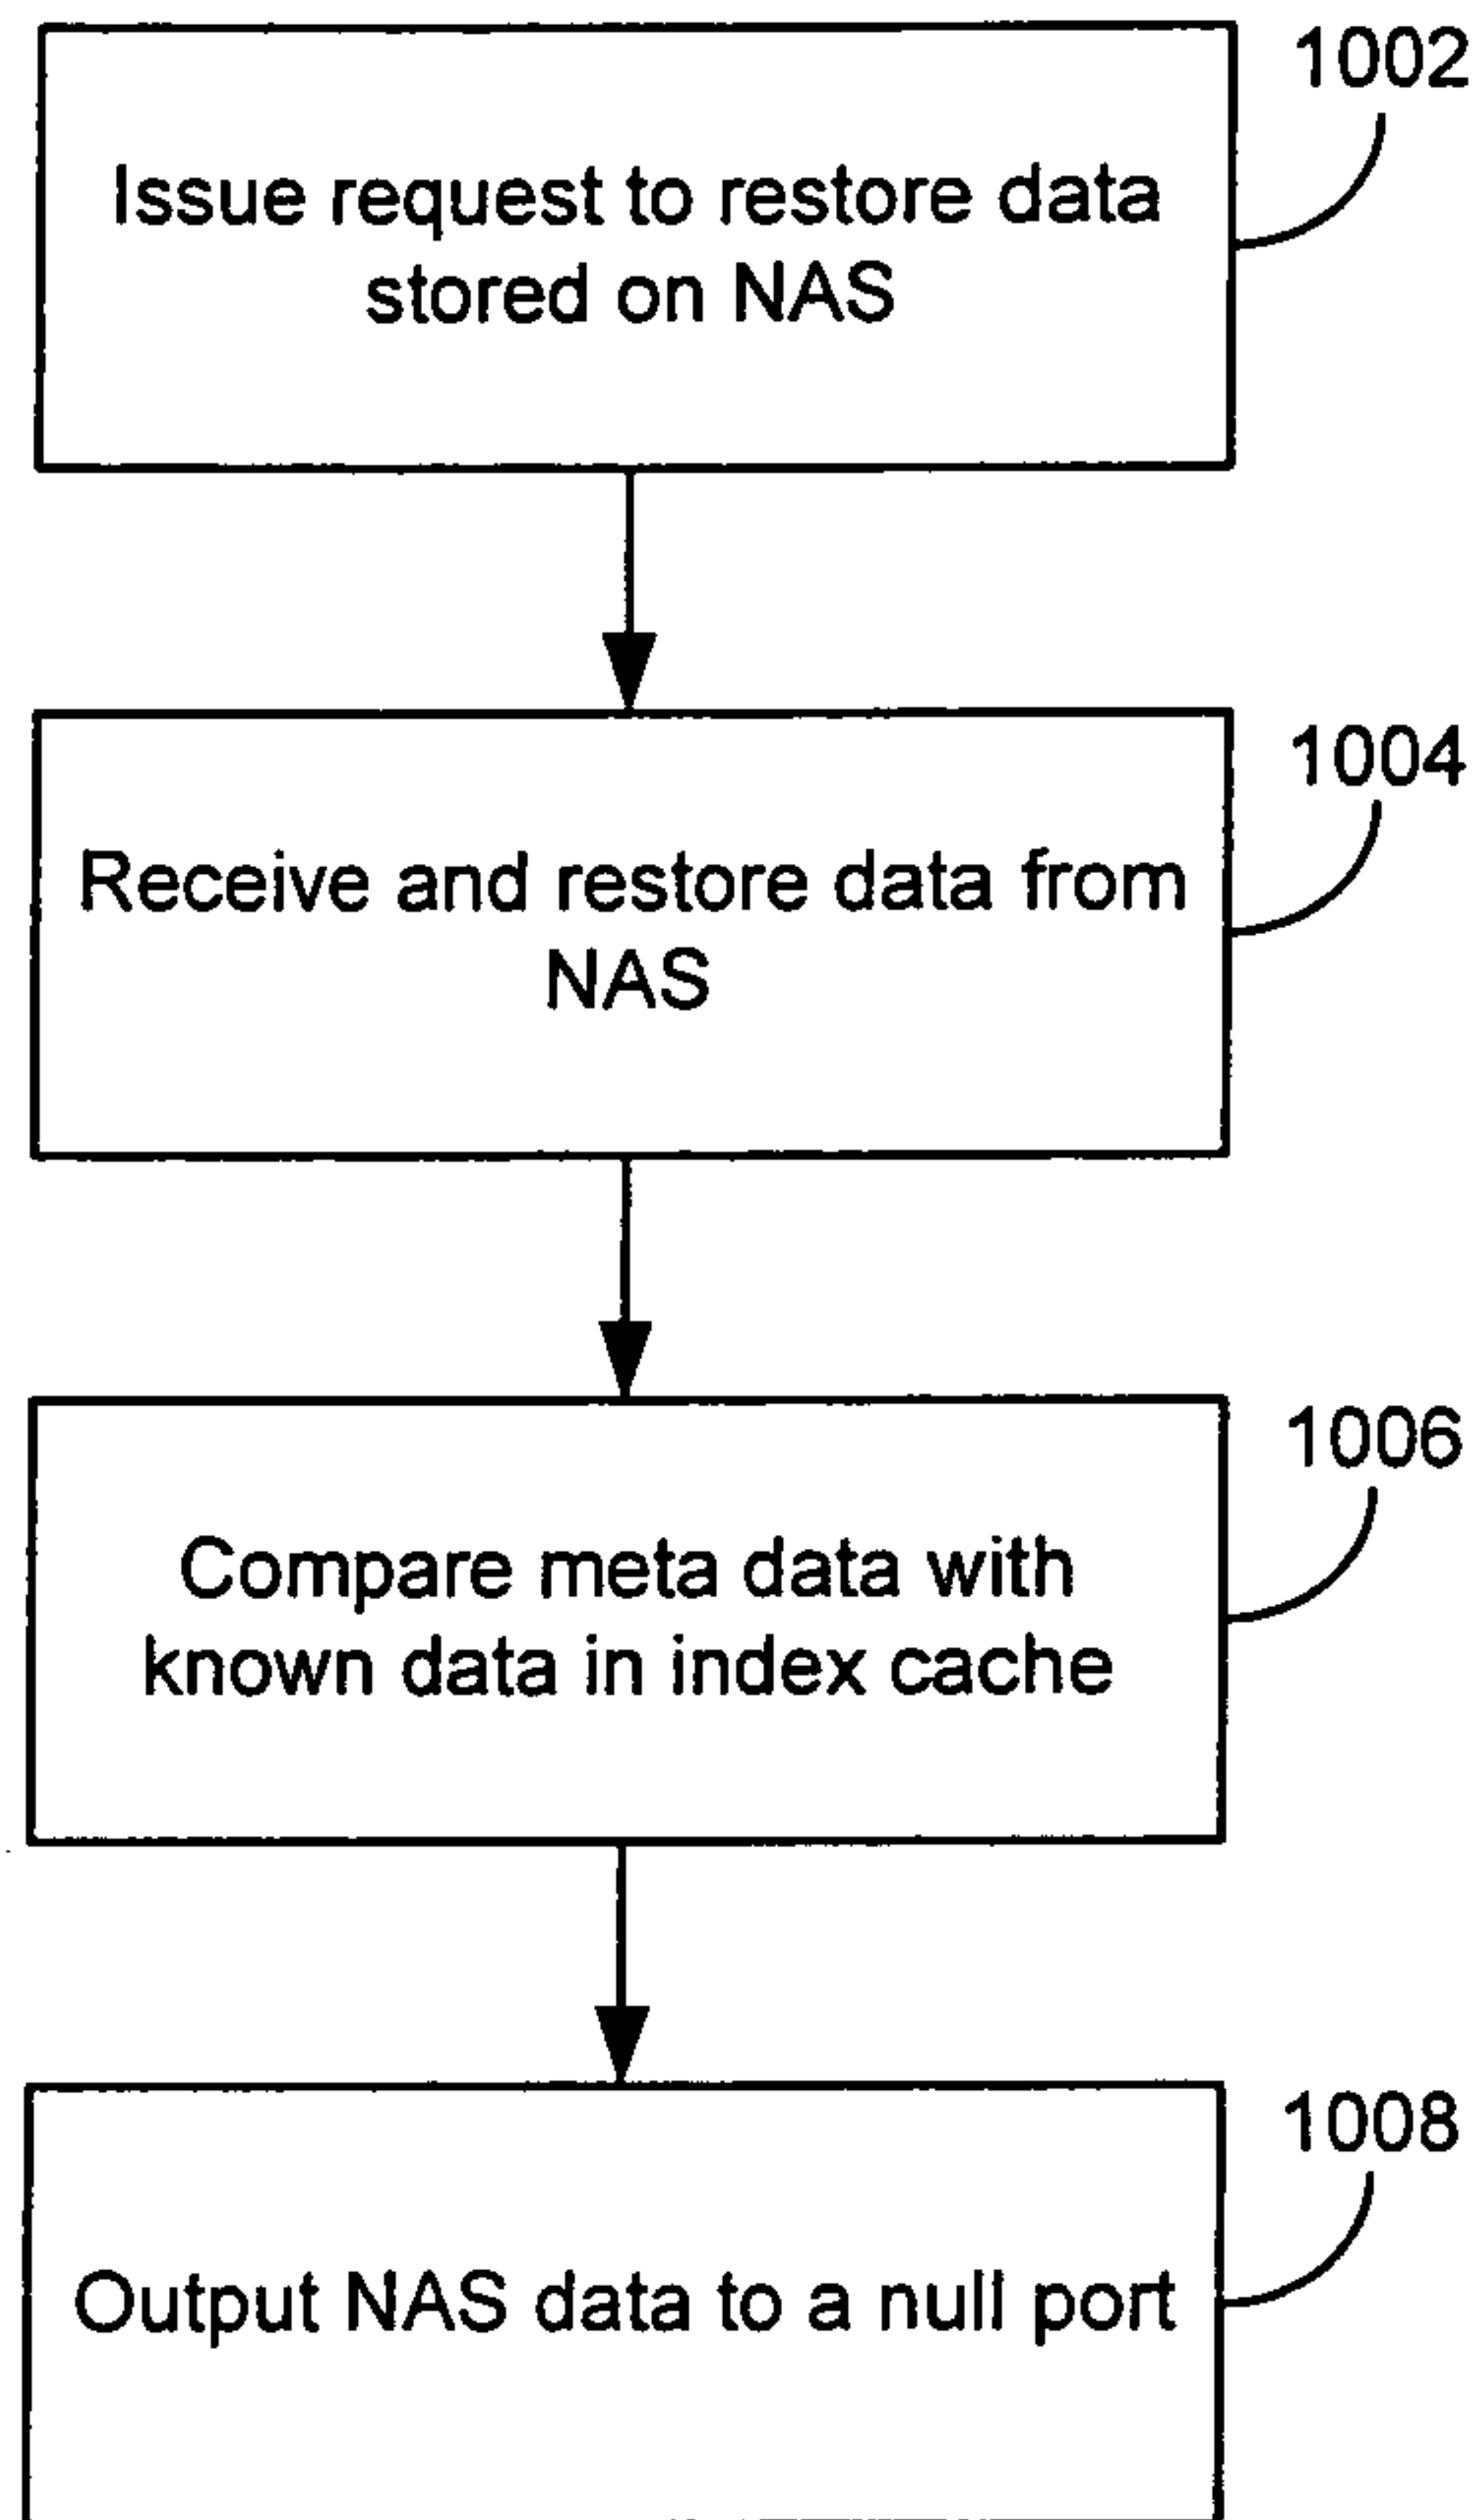 1002
Issue request to restore data
stored on NAS
1004
Receive and restore data from
NAS
1006
Compare meta data with
known data in index cache
1008
Output NAS data to a null port